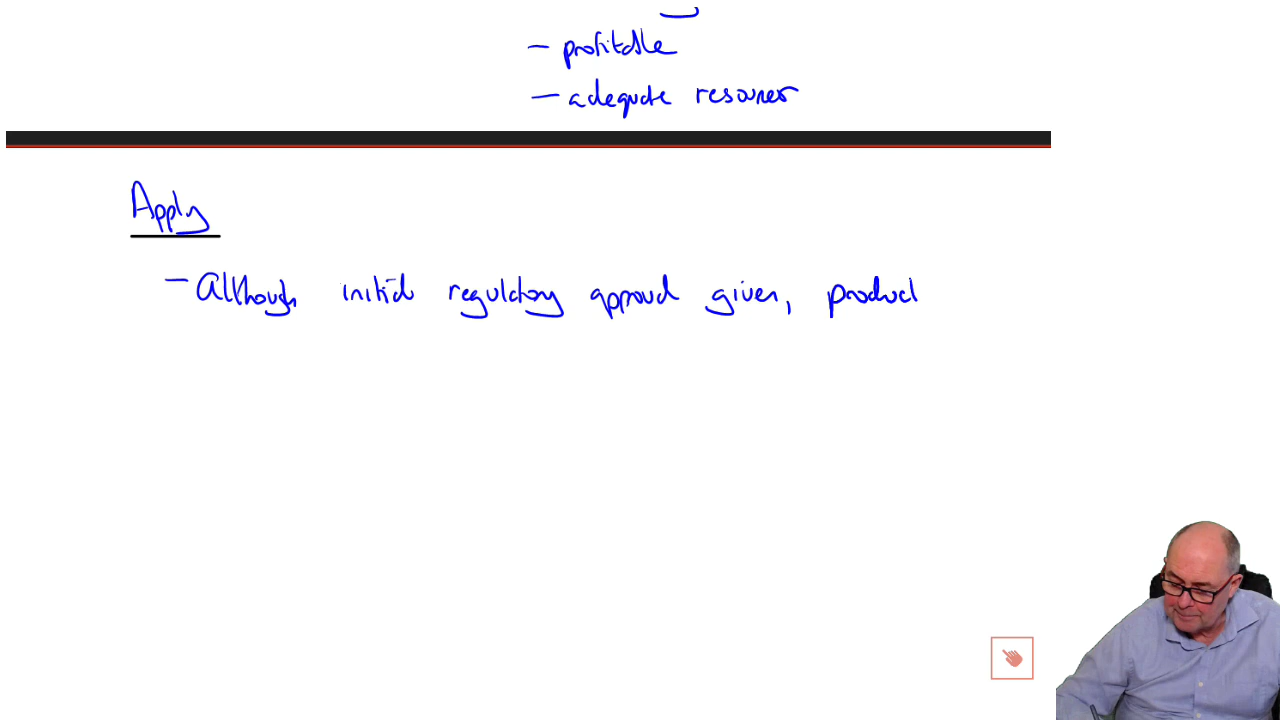 - profitable
- adequate resources
Apply
- Although initial regulatory approval given, product